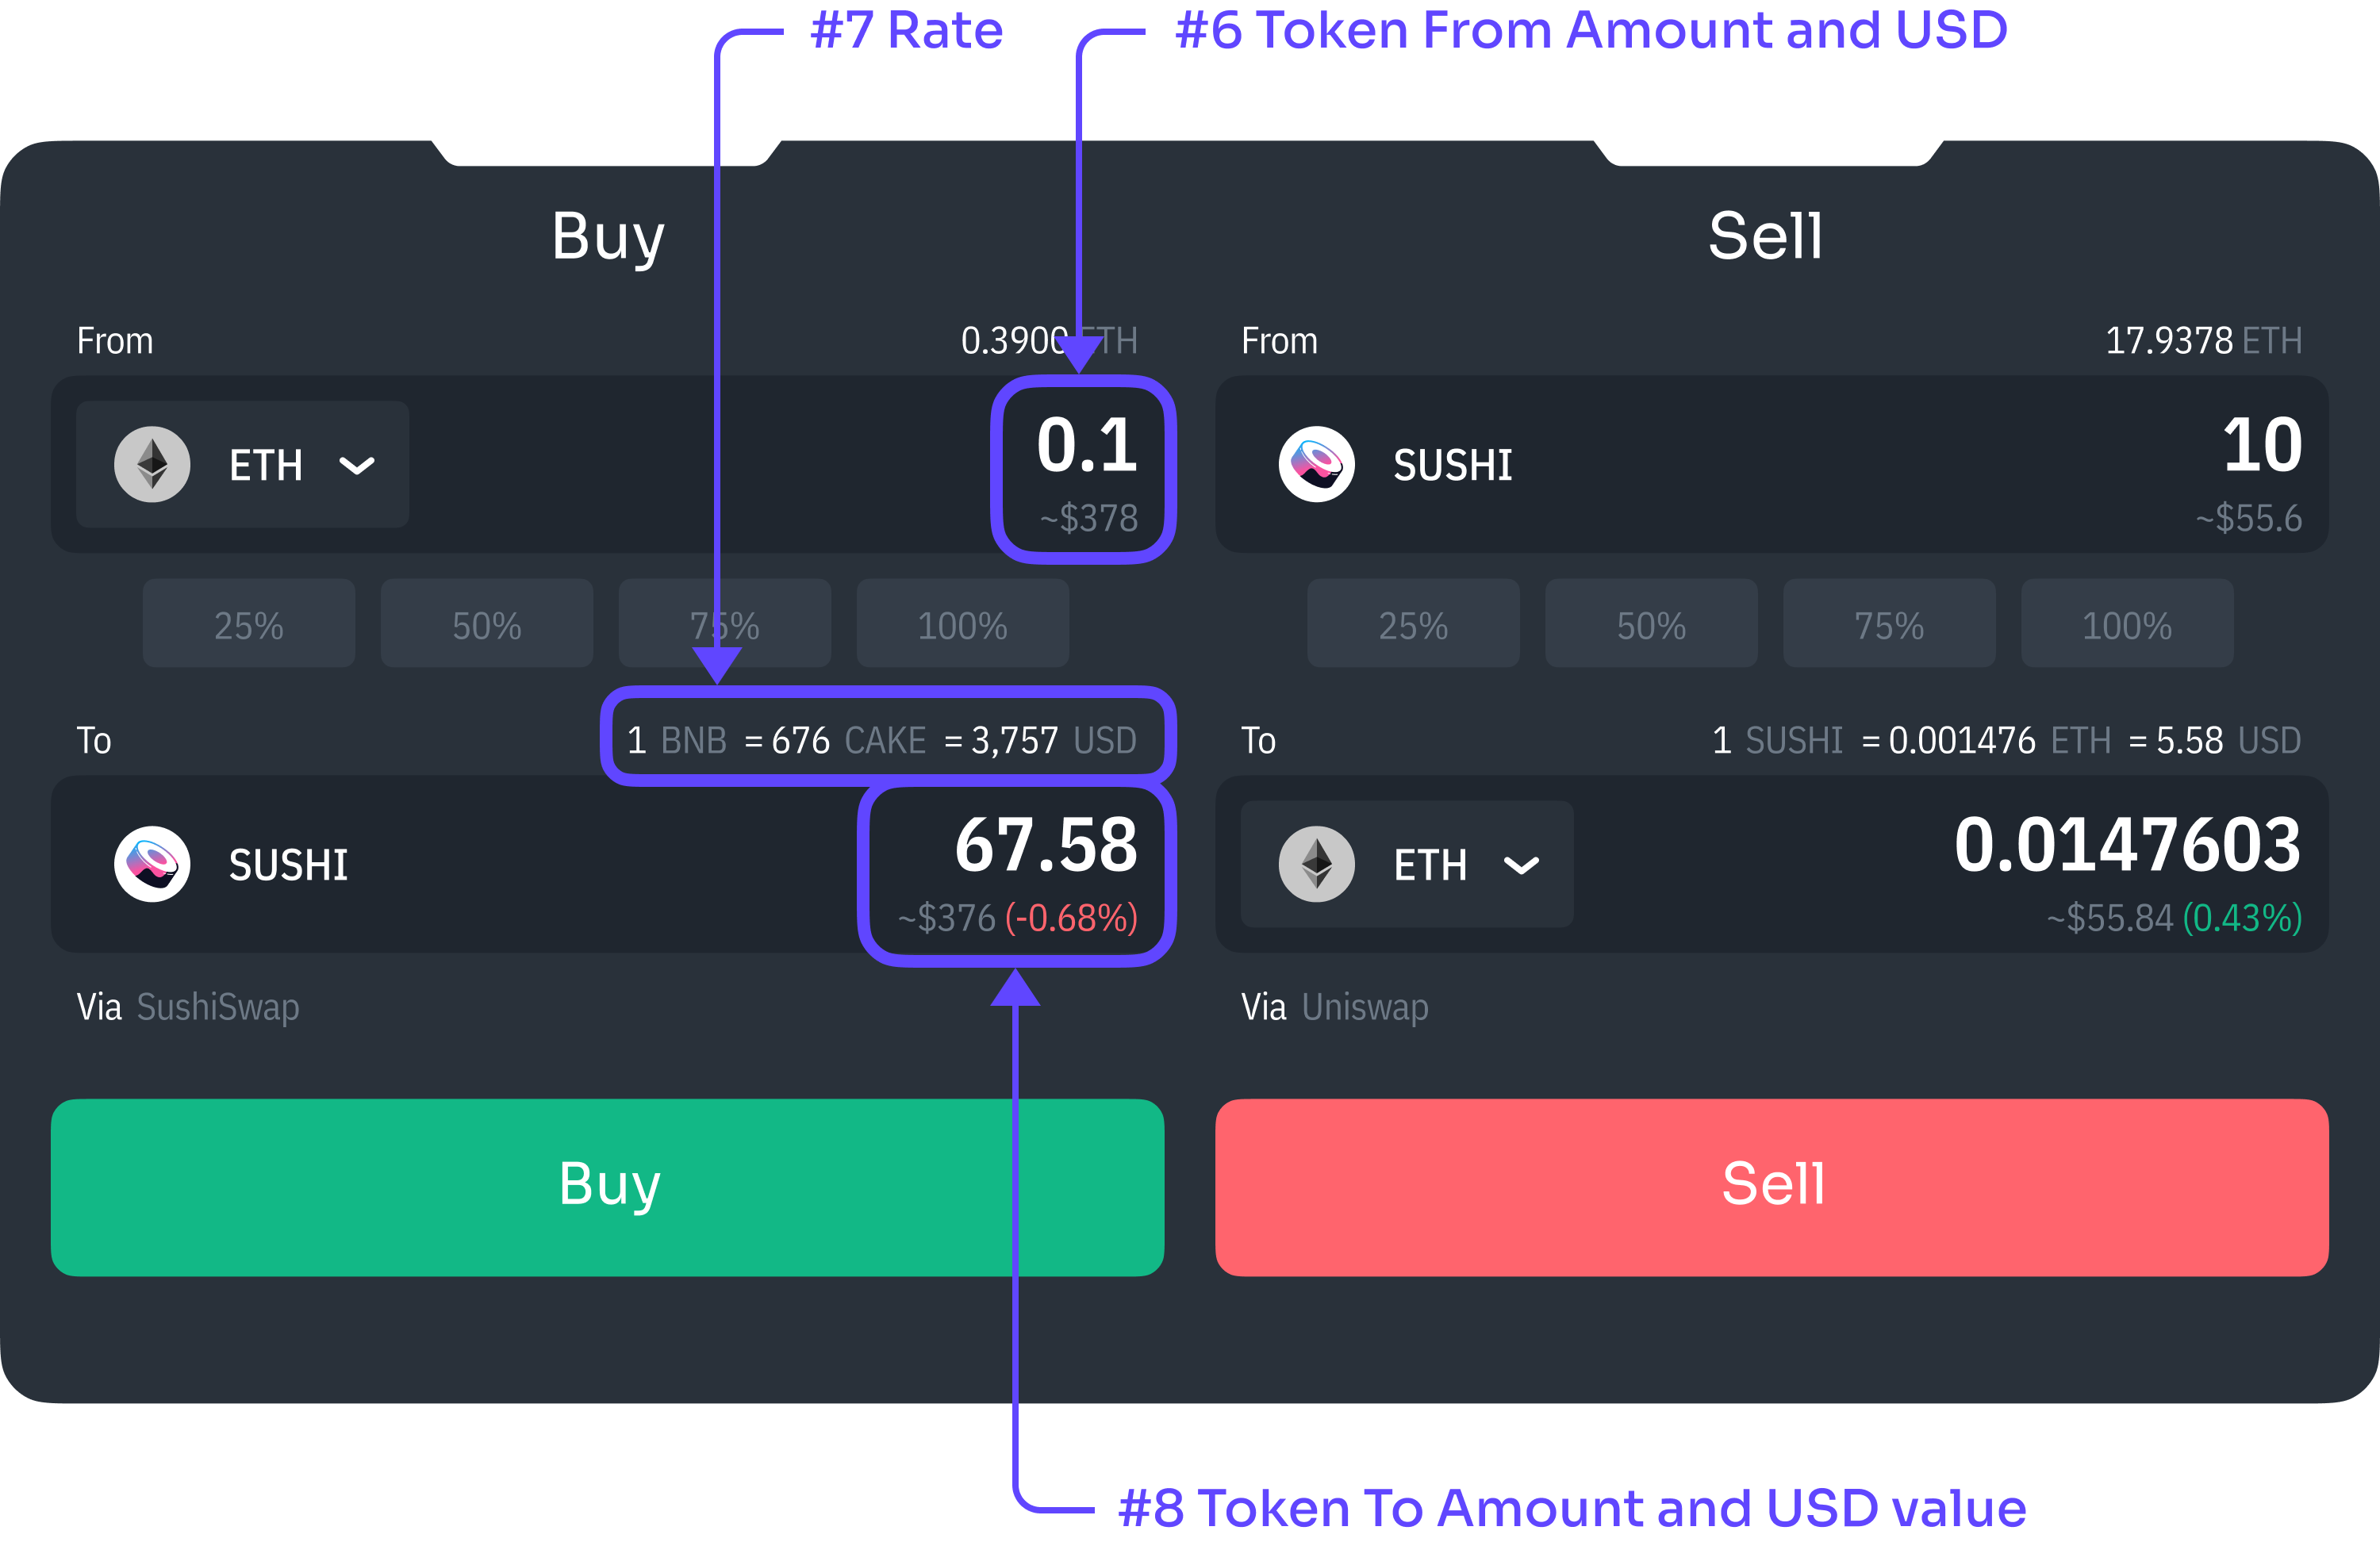 #7 Rate
#6 Token From Amount and USD
Buy
From
0.3900 ETH
ETH
0.1
~$378
25%
50%
75%
100%
To
1 BNB = 676 CAKE = 3,757 USD
SUSHI
67.58
~$376 (-0.68%)
Via SushiSwap
Buy
Sell
From
17.9378 ETH
SUSHI
10
~$55.6
25%
50%
75%
100%
To
1 SUSHI = 0.001476 ETH = 5.58 USD
ETH
0.0147603
~$55.84 (0.43%)
Via Uniswap
Sell
#8 Token To Amount and USD value